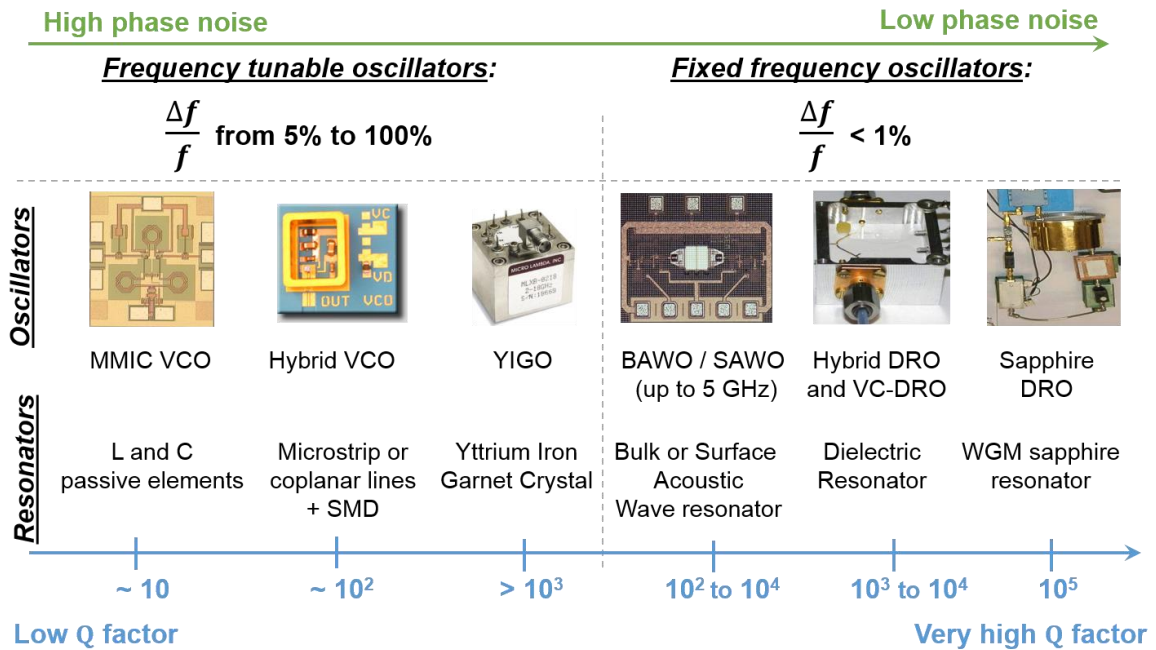 High phase noise
Low phase noise
Frequency tunable oscillators:
Fixed frequency oscillators:
Δf
f
from 5% to 100%
Δf
f
< 1%
Oscillators
VC
VD
OUT VCO
MICRO LAMBDA, INC
2-18GHz
MMIC VCO
Hybrid VCO
YIGO
BAWO / SAWO
(up to 5 GHz)
Hybrid DRO
and VC-DRO
Sapphire
DRO
Resonators
L and C
passive elements
Microstrip or
coplanar lines
+ SMD
Yttrium Iron
Garnet Crystal
Bulk or Surface
Acoustic
Wave resonator
Dielectric
Resonator
WGM sapphire
resonator
~ 10
~ 10²
> 10³
10² to 10⁴
10³ to 10⁴
10⁵
Low Q factor
Very high Q factor